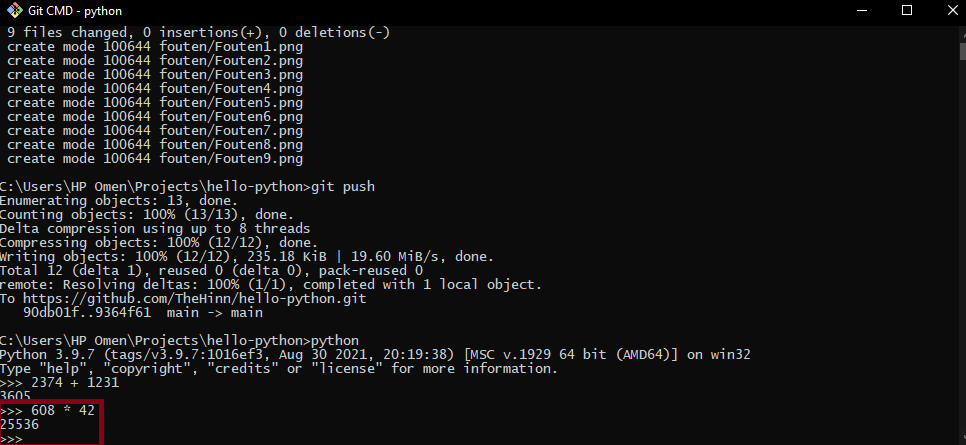 Git CMD - python
9 files changed, 0 insertions(+), 0 deletions(-)
create mode 100644 fouten/Fouten1.png
create mode 100644 fouten/Fouten2.png
create mode 100644 fouten/Fouten3.png
create mode 100644 fouten/Fouten4.png
create mode 100644 fouten/Fouten5.png
create mode 100644 fouten/Fouten6.png
create mode 100644 fouten/Fouten7.png
create mode 100644 fouten/Fouten8.png
create mode 100644 fouten/Fouten9.png
C:\Users\HP Omen\Projects\hello-python>git push
Enumerating objects: 13, done.
Counting objects: 100% (13/13), done.
Delta compression using up to 8 threads
Compressing objects: 100% (12/12), done.
Writing objects: 100% (12/12), 235.18 KiB | 19.60 MiB/s, done.
Total 12 (delta 1), reused 0 (delta 0), pack-reused 0
remote: Resolving deltas: 100% (1/1), completed with 1 local object.
To https://github.com/TheHinn/hello-python.git
90db01f..9364f61  main -> main
C:\Users\HP Omen\Projects\hello-python>python
Python 3.9.7 (tags/v3.9.7:1016ef3, Aug 30 2021, 20:19:38) [MSC v.1929 64 bit (AMD64)] on win32
Type "help", "copyright", "credits" or "license" for more information.
>>> 2374 + 1231
3605
>>> 608 * 42
25536
>>>